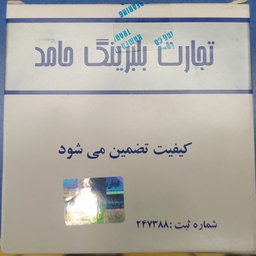 تجارت بلبرینگ حامد
کیفیت تضمین می شود
شماره ثبت : ۲۴۷۳۸۸